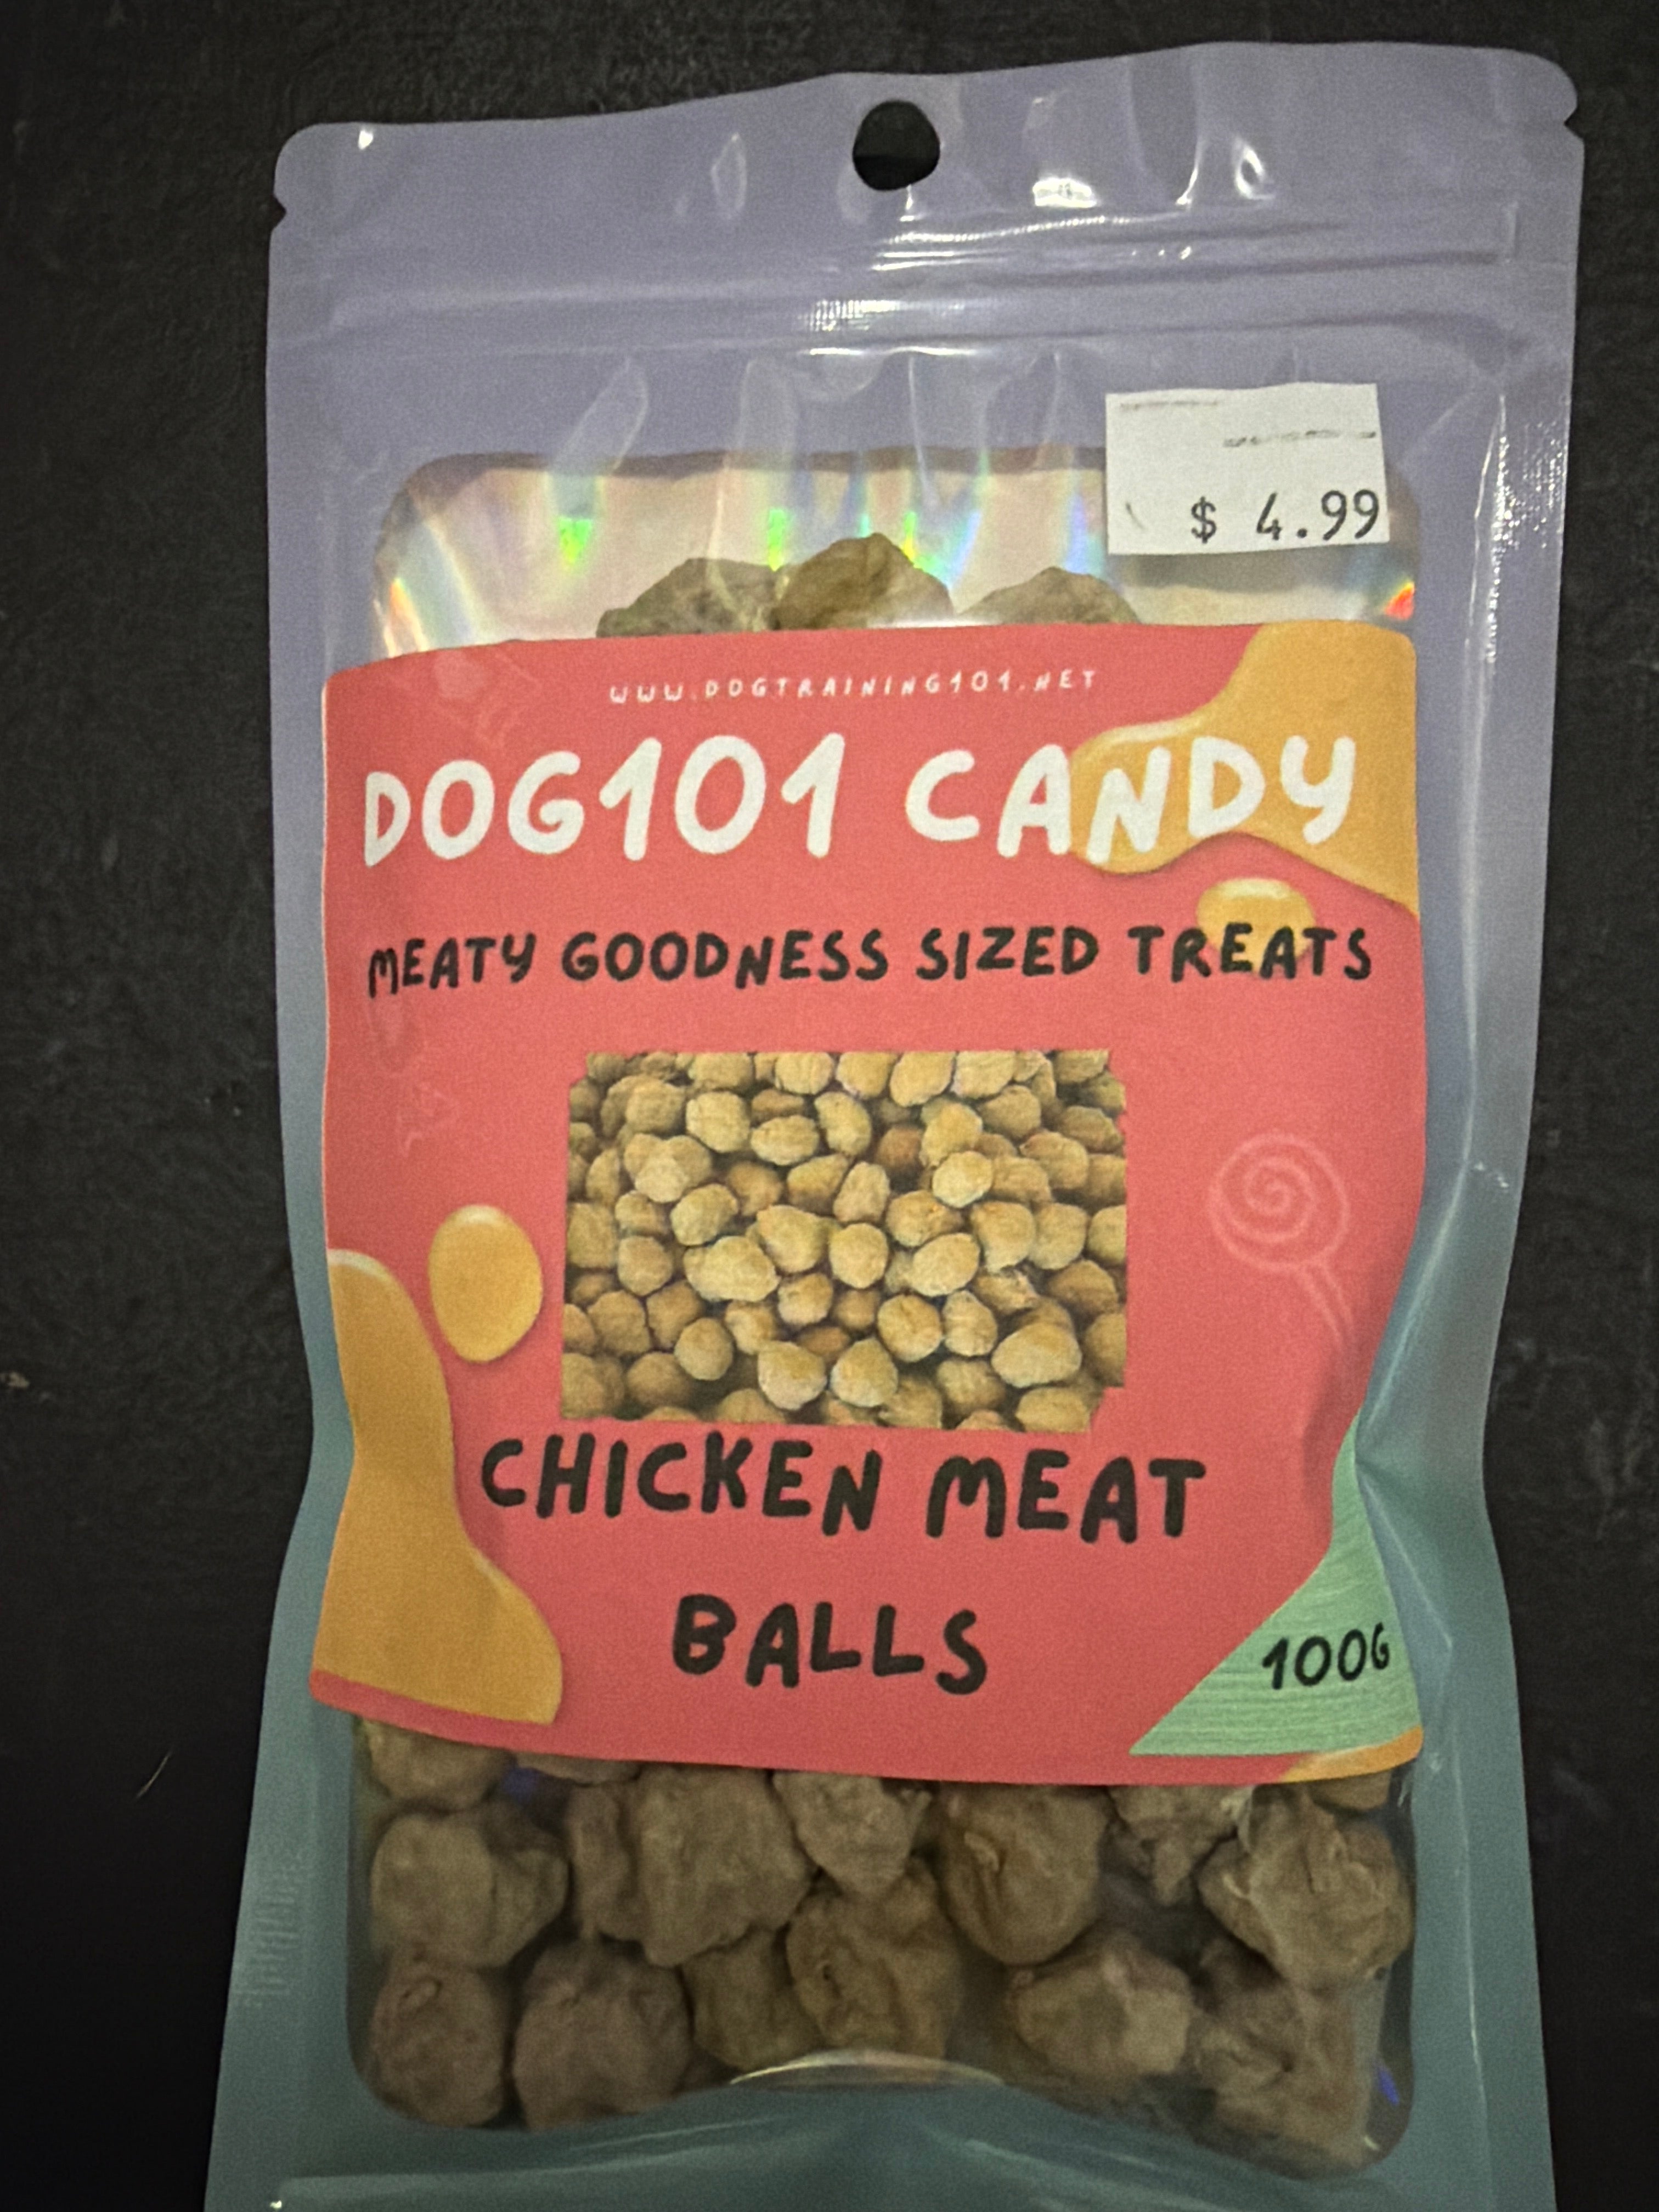 $ 4.99
WWW.DOGTRAINING101.NET
DOG101 CANDY
MEATY GOODNESS SIZED TREATS
CHICKEN MEAT
BALLS
100G